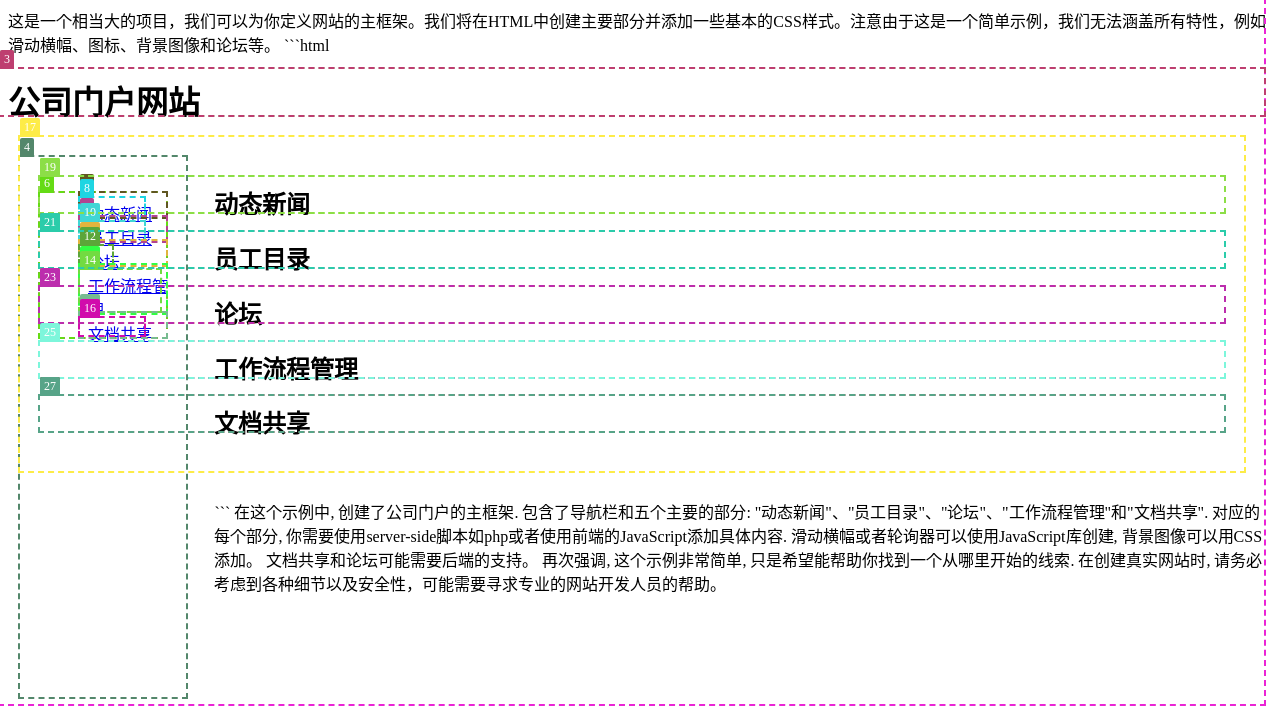 这是一个相当大的项目，我们可以为你定义网站的主框架。我们将在HTML中创建主要部分并添加一些基本的CSS样式。注意由于这是一个简单示例，我们无法涵盖所有特性，例如
滑动横幅、图标、背景图像和论坛等。 ```html
3
公司门户网站
17
4
19
6
8
动态新闻
动态新闻
10
21
员工目录
12
员工目录
论坛
14
23
工作流程管
16
论坛
25
文档共享
工作流程管理
27
文档共享
``` 在这个示例中, 创建了公司门户的主框架. 包含了导航栏和五个主要的部分: "动态新闻"、"员工目录"、"论坛"、"工作流程管理"和"文档共享". 对应的
每个部分, 你需要使用server-side脚本如php或者使用前端的JavaScript添加具体内容. 滑动横幅或者轮询器可以使用JavaScript库创建, 背景图像可以用CSS
添加。 文档共享和论坛可能需要后端的支持。 再次强调, 这个示例非常简单, 只是希望能帮助你找到一个从哪里开始的线索. 在创建真实网站时, 请务必
考虑到各种细节以及安全性，可能需要寻求专业的网站开发人员的帮助。